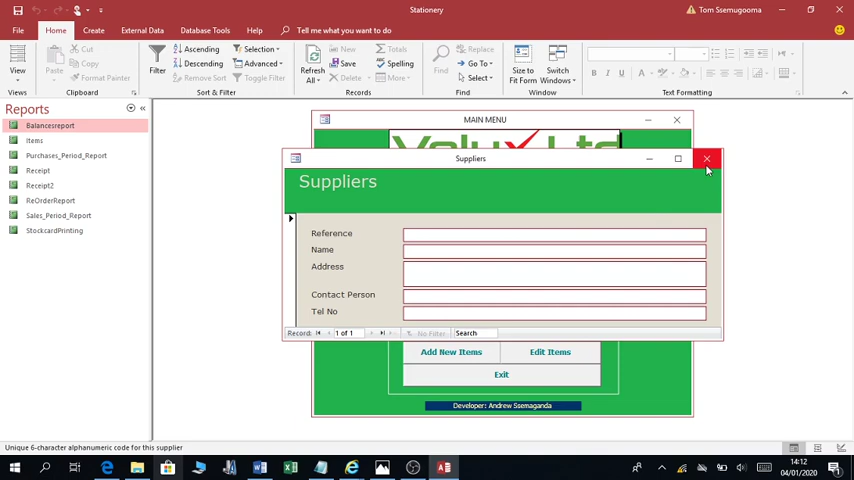 Stationery
Tom Ssemugooma
File Home Create External Data Database Tools Help Tell me what you want to do
View
Views
Paste
Cut
Copy
Format Painter
Clipboard
Filter
Ascending
Descending
Remove Sort
Selection
Advanced
Toggle Filter
Sort & Filter
Refresh
All
New
Save
Delete
Totals
Spelling
More
Records
Find
Replace
Go To
Select
Find
Size to
Fit Form
Switch
Windows
Window
Text Formatting
Reports
Balancesreport
Items
Purchases_Period_Report
Receipt
Receipt2
ReOrderReport
Sales_Period_Report
StockcardPrinting
MAIN MENU
Valux Ltd
Suppliers
Suppliers
Reference
Name
Address
Contact Person
Tel No
Record: 1 of 1 No Filter Search
Add New Items Edit Items
Exit
Developer: Andrew Ssemaganda
Unique 6-character alphanumeric code for this supplier
14:12
04/01/2020